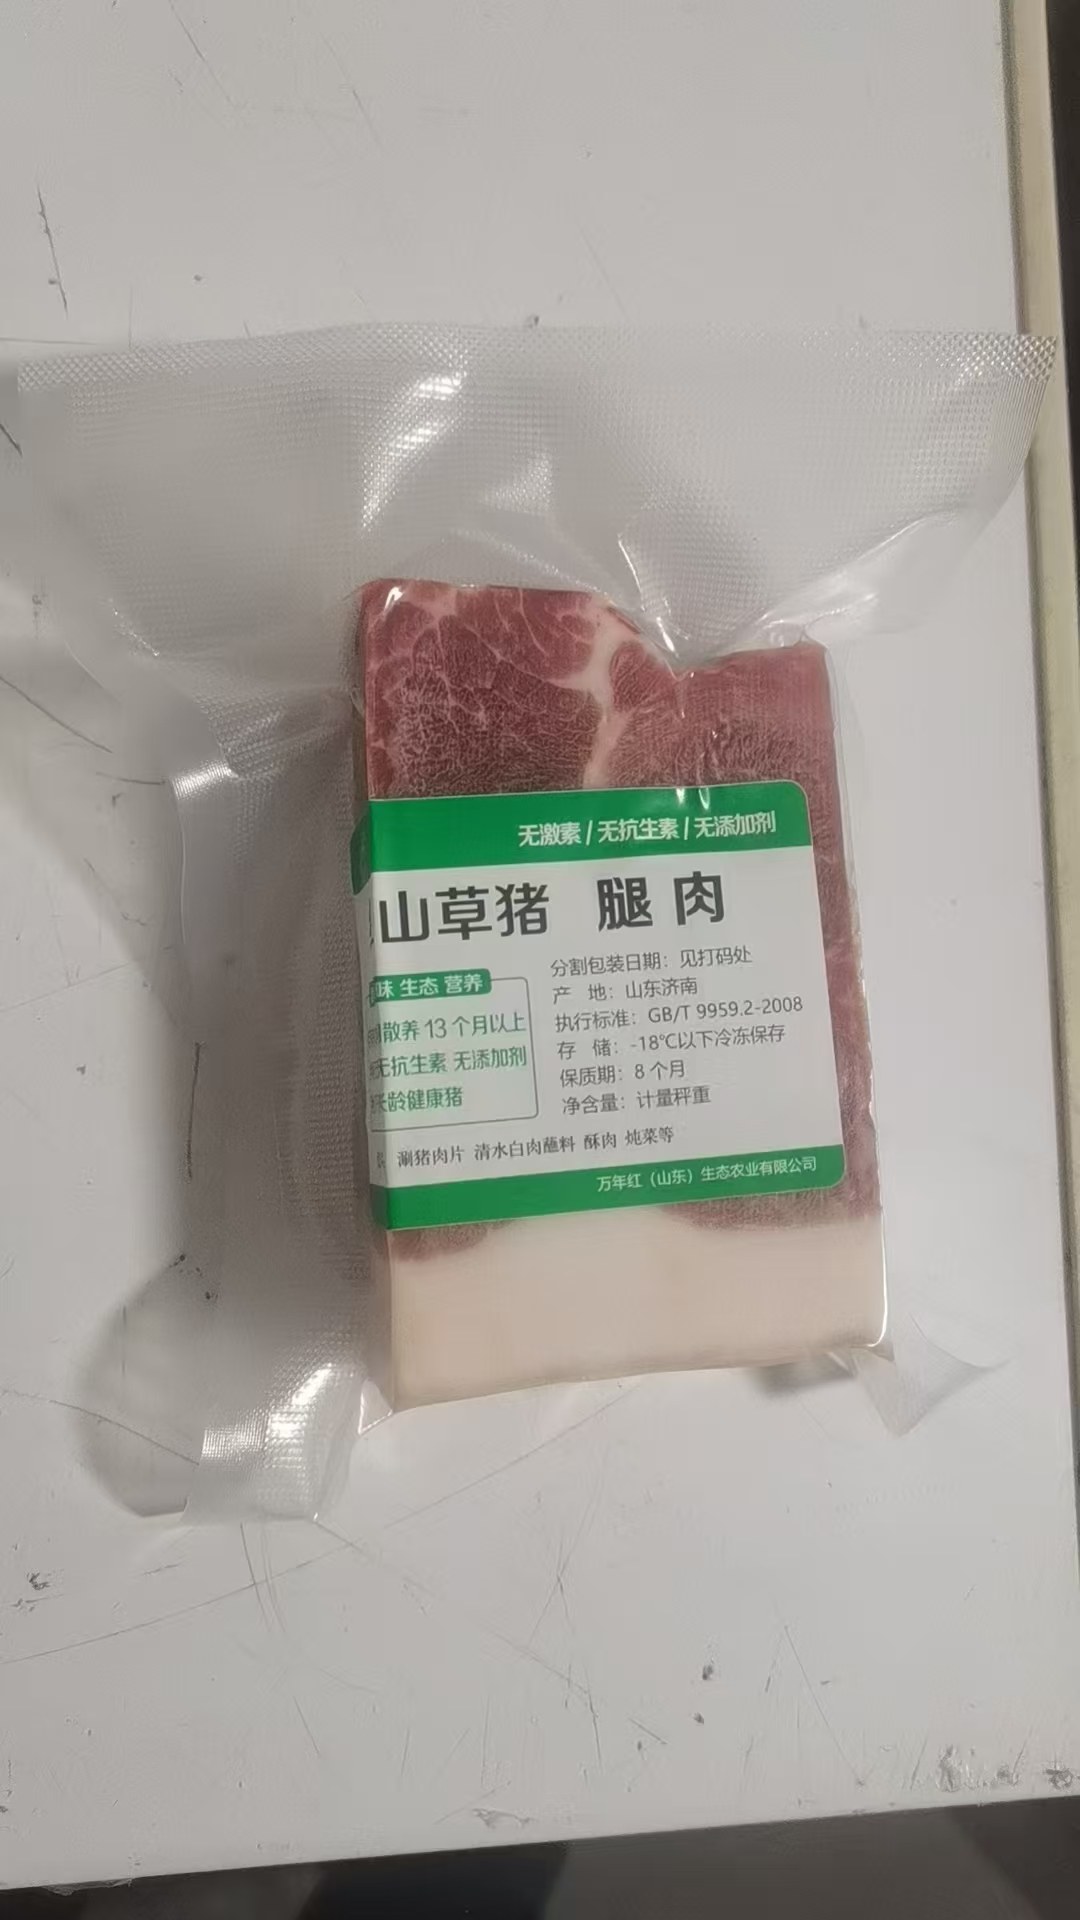 无激素/无抗生素/无添加剂
山草猪 腿肉
味 生态 营养
散养13个月以上
无抗生素 无添加剂
长龄健康猪
分割包装日期：见打码处
产 地：山东济南
执行标准：GB/T 9959.2-2008
存 储：-18℃以下冷冻保存
保质期：8个月
净含量：计量秤重
涮猪肉片 清水白肉蘸料 酥肉 炖菜等
万年红（山东）生态农业有限公司